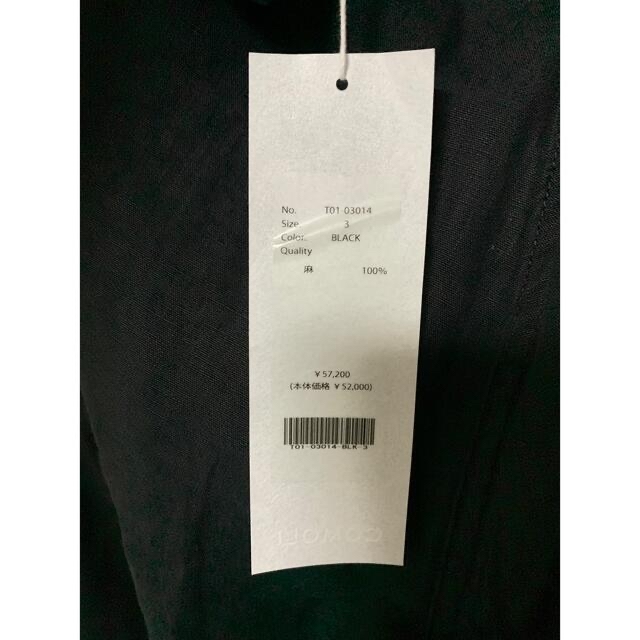 No. T01-03014
Size. 3
Color. BLACK
Quality
麻 100%
¥57,200
(本体価格 ¥52,000)
T01-03014-BLK-3
COMOLI